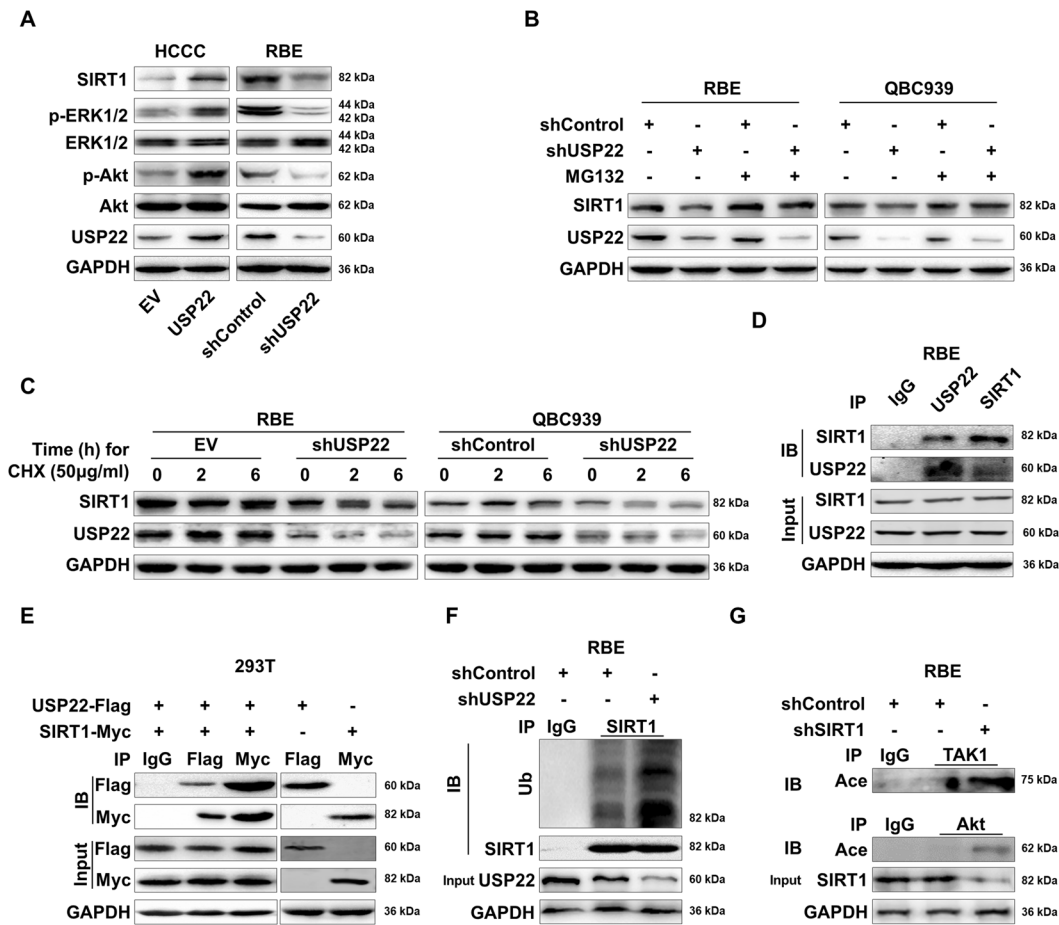 A
HCCC RBE
SIRT1 82 kDa
p-ERK1/2 44 kDa 42 kDa
ERK1/2 44 kDa 42 kDa
p-Akt 62 kDa
Akt 62 kDa
USP22 60 kDa
GAPDH 36 kDa
EV USP22 shControl shUSP22
B
RBE QBC939
shControl + - + - + - + -
shUSP22 - + - + - + - +
MG132 - - + + - - + +
SIRT1 82 kDa
USP22 60 kDa
GAPDH 36 kDa
C
RBE QBC939
Time (h) for CHX (50µg/ml)
EV shUSP22 shControl shUSP22
0 2 6 0 2 6 0 2 6 0 2 6
SIRT1 82 kDa
USP22 60 kDa
GAPDH 36 kDa
D
RBE
IP IgG USP22 SIRT1
IB
SIRT1 82 kDa
USP22 60 kDa
Input
SIRT1 82 kDa
USP22 60 kDa
GAPDH 36 kDa
E
293T
USP22-Flag + + + + -
SIRT1-Myc + + + - +
IP IgG Flag Myc Flag Myc
IB
Flag 60 kDa
Myc 82 kDa
Input
Flag 60 kDa
Myc 82 kDa
GAPDH 36 kDa
F
RBE
shControl + + -
shUSP22 - - +
IP IgG SIRT1
IB
Ub 82 kDa
SIRT1 82 kDa
Input USP22 60 kDa
GAPDH 36 kDa
G
RBE
shControl + + -
shSIRT1 - - +
IP IgG TAK1
IB Ace 75 kDa
IP IgG Akt
IB Ace 62 kDa
Input SIRT1 82 kDa
GAPDH 36 kDa